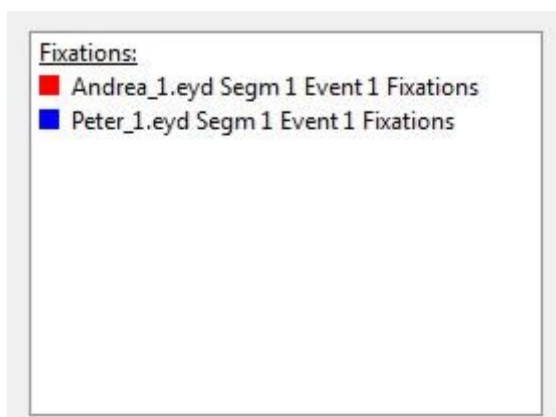 Fixations:
Andrea_1.eyd Segm 1 Event 1 Fixations
Peter_1.eyd Segm 1 Event 1 Fixations